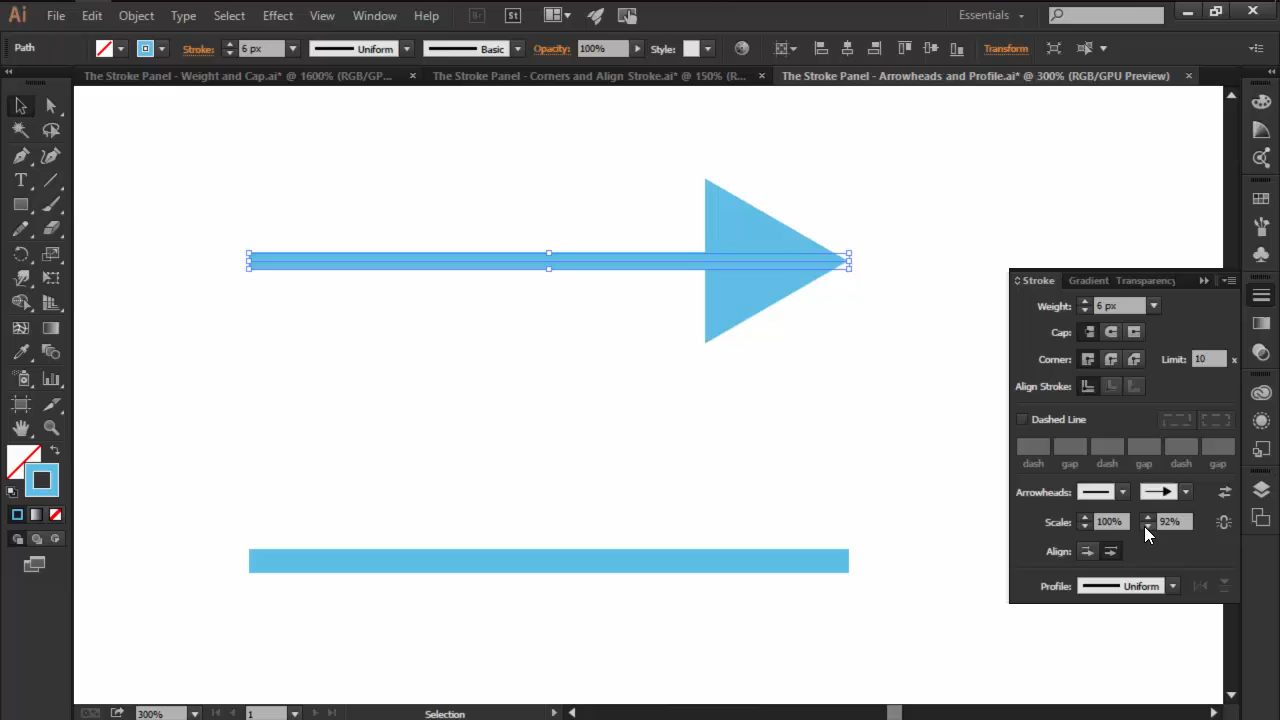 Ai File Edit Object Type Select Effect View Window Help Br St Essentials
Path Stroke: 6 px Uniform Basic Opacity: 100% Style: Transform
The Stroke Panel - Weight and Cap.ai* @ 1600% (RGB/GP... The Stroke Panel - Corners and Align Stroke.ai* @ 150% (R... The Stroke Panel - Arrowheads and Profile.ai* @ 300% (RGB/GPU Preview)
T
Stroke Gradient Transparency
Weight: 6 px
Cap:
Corner: Limit: 10 x
Align Stroke:
Dashed Line
dash gap dash gap dash gap
Arrowheads:
Scale: 100% 92%
Align:
Profile: Uniform
300% 1 Selection